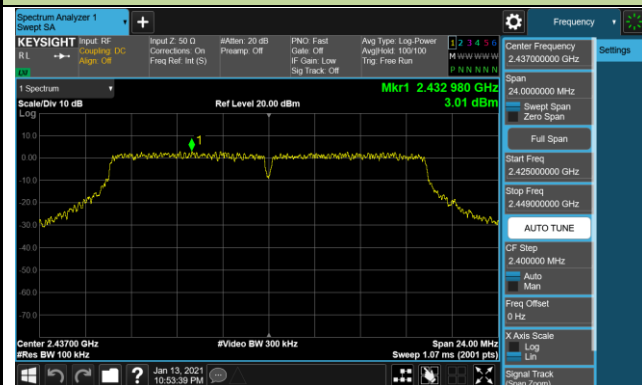 Spectrum Analyzer 1
Swept SA
Frequency
KEYSIGHT
RL
Input: RF
Coupling: DC
Align: Off
Input Z: 50 Ω
Corrections: On
Freq Ref: Int (S)
#Atten: 20 dB
Preamp: Off
PNO: Fast
Gate: Off
IF Gain: Low
Sig Track: Off
Avg Type: Log-Power
Avg|Hold: 100/100
Trig: Free Run
1 2 3 4 5 6
M W W W W W
P N N N N N
LW
1 Spectrum
Scale/Div 10 dB
Log
Ref Level 20.00 dBm
Mkr1 2.432 980 GHz
3.01 dBm
10.0
0.00
-10.0
-20.0
-30.0
-40.0
-50.0
-60.0
-70.0
1
Center 2.43700 GHz
#Res BW 100 kHz
#Video BW 300 kHz
Span 24.00 MHz
Sweep 1.07 ms (2001 pts)
Jan 13, 2021
10:53:39 PM
Center Frequency
2.437000000 GHz
Settings
Span
24.0000000 MHz
Swept Span
Zero Span
Full Span
Start Freq
2.425000000 GHz
Stop Freq
2.449000000 GHz
AUTO TUNE
CF Step
2.400000 MHz
Auto
Man
Freq Offset
0 Hz
X Axis Scale
Log
Lin
Signal Track
(Span Zoom)